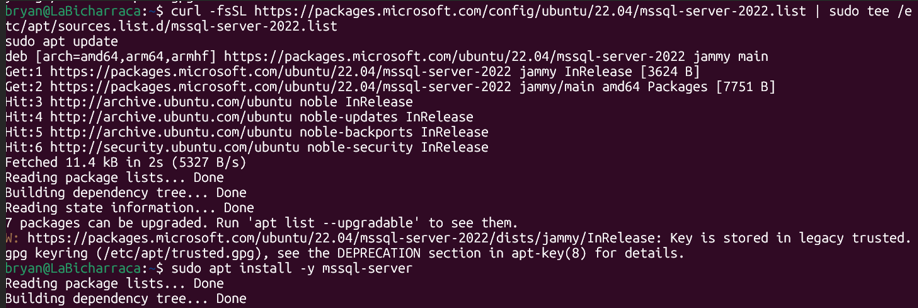 bryan@LaBicharraca:~$ curl -fsSL https://packages.microsoft.com/config/ubuntu/22.04/mssql-server-2022.list | sudo tee /e
tc/apt/sources.list.d/mssql-server-2022.list
sudo apt update
deb [arch=amd64,arm64,armhf] https://packages.microsoft.com/ubuntu/22.04/mssql-server-2022 jammy main
Get:1 https://packages.microsoft.com/ubuntu/22.04/mssql-server-2022 jammy InRelease [3624 B]
Get:2 https://packages.microsoft.com/ubuntu/22.04/mssql-server-2022 jammy/main amd64 Packages [7751 B]
Hit:3 http://archive.ubuntu.com/ubuntu noble InRelease
Hit:4 http://archive.ubuntu.com/ubuntu noble-updates InRelease
Hit:5 http://archive.ubuntu.com/ubuntu noble-backports InRelease
Hit:6 http://security.ubuntu.com/ubuntu noble-security InRelease
Fetched 11.4 kB in 2s (5327 B/s)
Reading package lists... Done
Building dependency tree... Done
Reading state information... Done
7 packages can be upgraded. Run 'apt list --upgradable' to see them.
W: https://packages.microsoft.com/ubuntu/22.04/mssql-server-2022/dists/jammy/InRelease: Key is stored in legacy trusted.
gpg keyring (/etc/apt/trusted.gpg), see the DEPRECATION section in apt-key(8) for details.
bryan@LaBicharraca:~$ sudo apt install -y mssql-server
Reading package lists... Done
Building dependency tree... Done